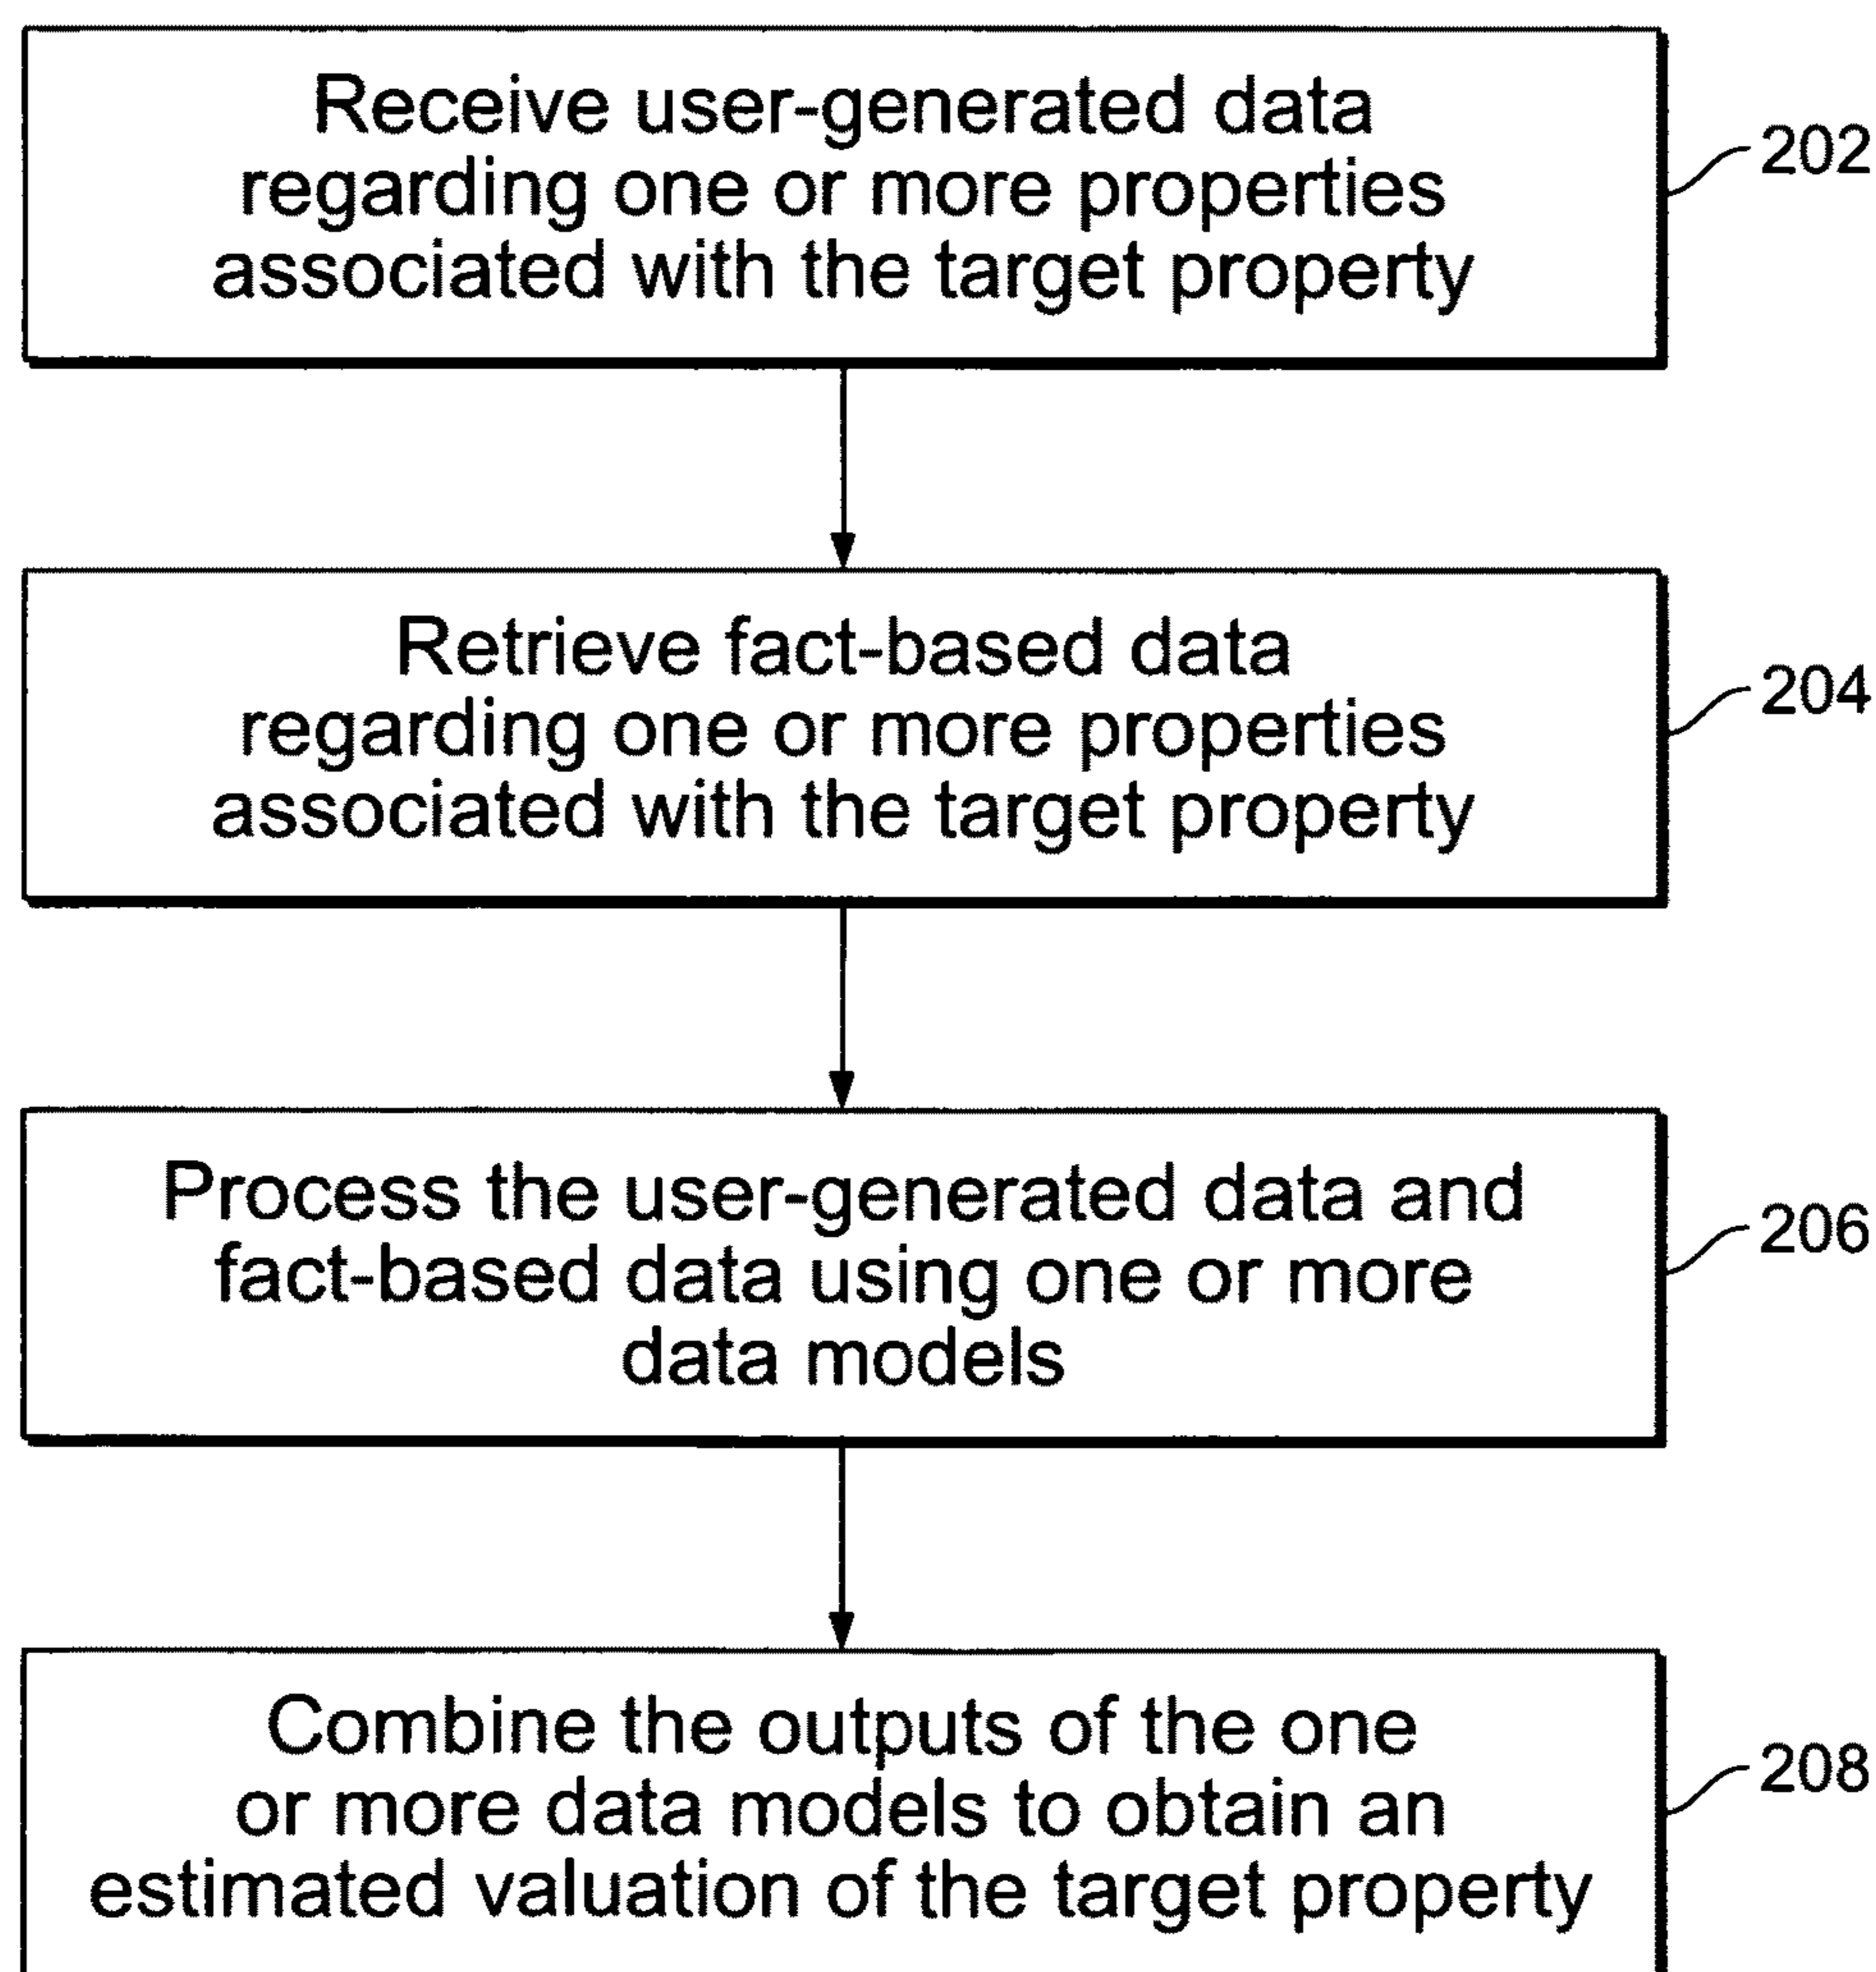 Receive user-generated data
regarding one or more properties
associated with the target property
202
Retrieve fact-based data
regarding one or more properties
associated with the target property
204
Process the user-generated data and
fact-based data using one or more
data models
206
Combine the outputs of the one
or more data models to obtain an
estimated valuation of the target property
208